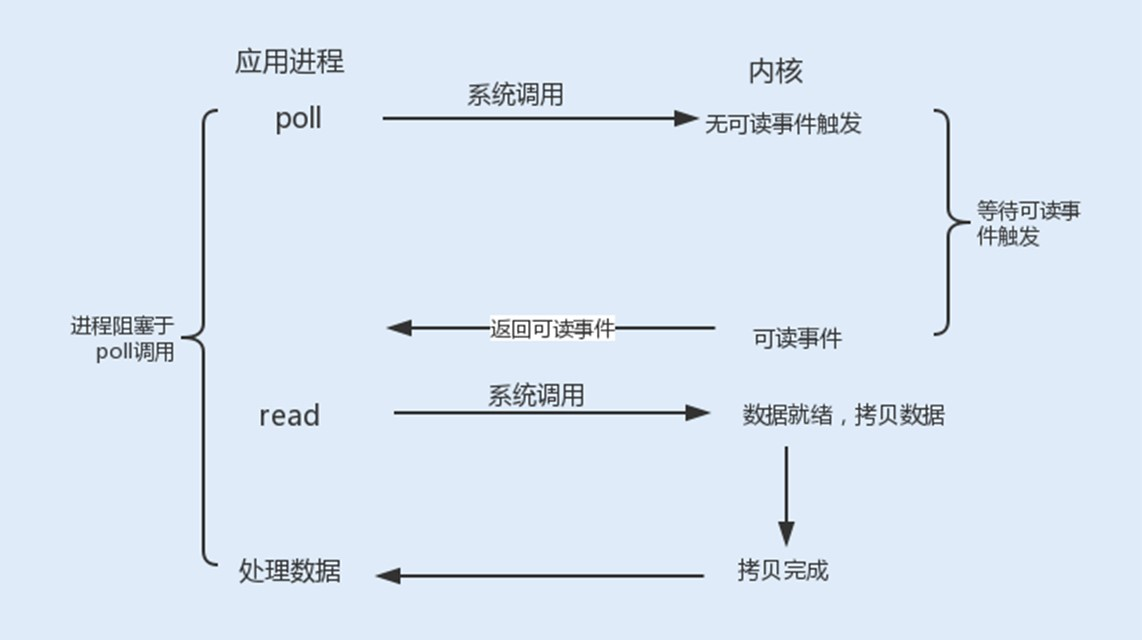 应用进程
内核
系统调用
poll
无可读事件触发
等待可读事
件触发
进程阻塞于
poll调用
返回可读事件
可读事件
系统调用
read
数据就绪，拷贝数据
处理数据
拷贝完成